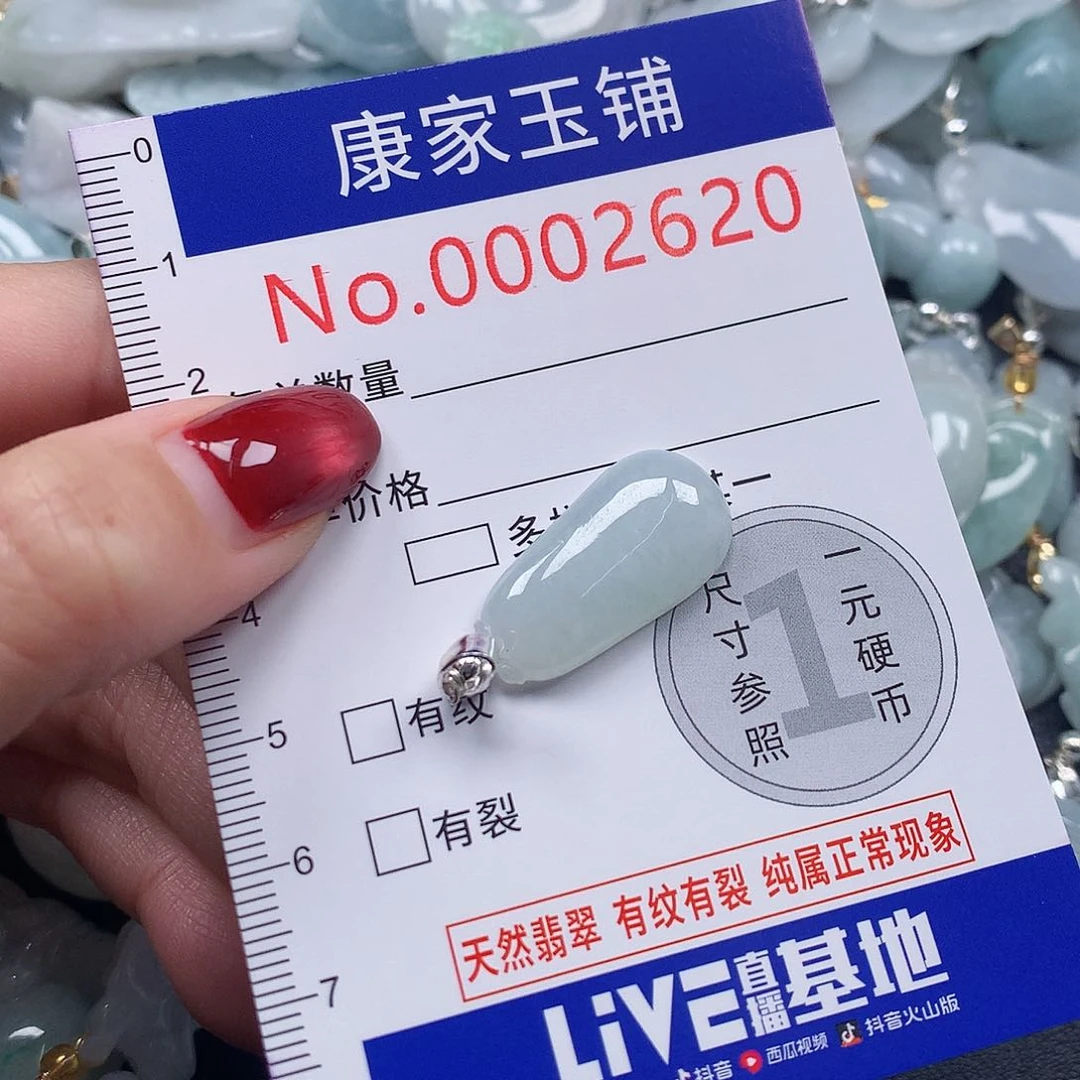 康家玉铺
No.0002620
数量
价格
一
有纹
有裂
尺寸参照
一元硬币
1
天然翡翠 有纹有裂 纯属正常现象
LIVE直播基地
抖音 西瓜视频 抖音火山版
0
1
2
4
5
6
7